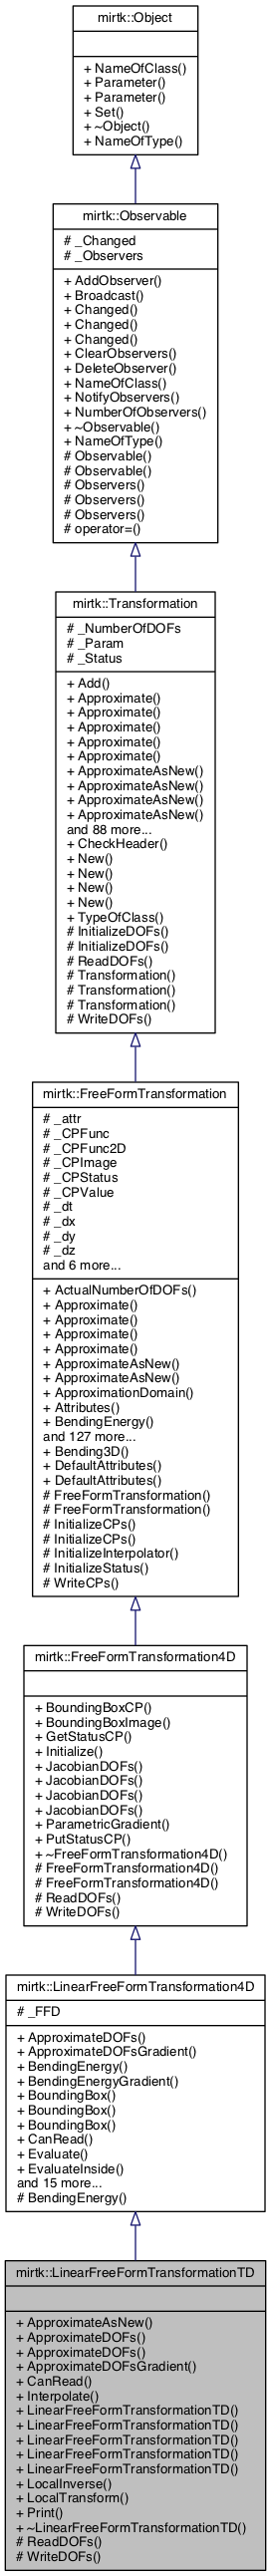 mirtk::Object
+ NameOfClass()
+ Parameter()
+ Parameter()
+ Set()
+ ~Object()
+ NameOfType()
mirtk::Observable
# _Changed
# _Observers
+ AddObserver()
+ Broadcast()
+ Changed()
+ Changed()
+ Changed()
+ ClearObservers()
+ DeleteObserver()
+ NameOfClass()
+ NotifyObservers()
+ NumberOfObservers()
+ ~Observable()
+ NameOfType()
# Observable()
# Observable()
# Observers()
# Observers()
# Observers()
# operator=()
mirtk::Transformation
# _NumberOfDOFs
# _Param
# _Status
+ Add()
+ Approximate()
+ Approximate()
+ Approximate()
+ Approximate()
+ Approximate()
+ ApproximateAsNew()
+ ApproximateAsNew()
+ ApproximateAsNew()
+ ApproximateAsNew()
and 88 more...
+ CheckHeader()
+ New()
+ New()
+ New()
+ New()
+ TypeOfClass()
# InitializeDOFs()
# InitializeDOFs()
# ReadDOFs()
# Transformation()
# Transformation()
# Transformation()
# WriteDOFs()
mirtk::FreeFormTransformation
# _attr
# _CPFunc
# _CPFunc2D
# _CPImage
# _CPStatus
# _CPValue
# _dt
# _dx
# _dy
# _dz
and 6 more...
+ ActualNumberOfDOFs()
+ Approximate()
+ Approximate()
+ Approximate()
+ Approximate()
+ ApproximateAsNew()
+ ApproximateAsNew()
+ ApproximationDomain()
+ Attributes()
+ BendingEnergy()
and 127 more...
+ Bending3D()
+ DefaultAttributes()
+ DefaultAttributes()
# FreeFormTransformation()
# FreeFormTransformation()
# InitializeCPs()
# InitializeCPs()
# InitializeInterpolator()
# InitializeStatus()
# WriteCPs()
mirtk::FreeFormTransformation4D
+ BoundingBoxCP()
+ BoundingBoxImage()
+ GetStatusCP()
+ Initialize()
+ JacobianDOFs()
+ JacobianDOFs()
+ JacobianDOFs()
+ JacobianDOFs()
+ ParametricGradient()
+ PutStatusCP()
+ ~FreeFormTransformation4D()
# FreeFormTransformation4D()
# FreeFormTransformation4D()
# ReadDOFs()
# WriteDOFs()
mirtk::LinearFreeFormTransformation4D
# _FFD
+ ApproximateDOFs()
+ ApproximateDOFsGradient()
+ BendingEnergy()
+ BendingEnergyGradient()
+ BoundingBox()
+ BoundingBox()
+ BoundingBox()
+ CanRead()
+ Evaluate()
+ EvaluateInside()
and 15 more...
# BendingEnergy()
mirtk::LinearFreeFormTransformationTD
+ ApproximateAsNew()
+ ApproximateDOFs()
+ ApproximateDOFs()
+ ApproximateDOFsGradient()
+ CanRead()
+ Interpolate()
+ LinearFreeFormTransformationTD()
+ LinearFreeFormTransformationTD()
+ LinearFreeFormTransformationTD()
+ LinearFreeFormTransformationTD()
+ LinearFreeFormTransformationTD()
+ LocalInverse()
+ LocalTransform()
+ Print()
+ ~LinearFreeFormTransformationTD()
# ReadDOFs()
# WriteDOFs()